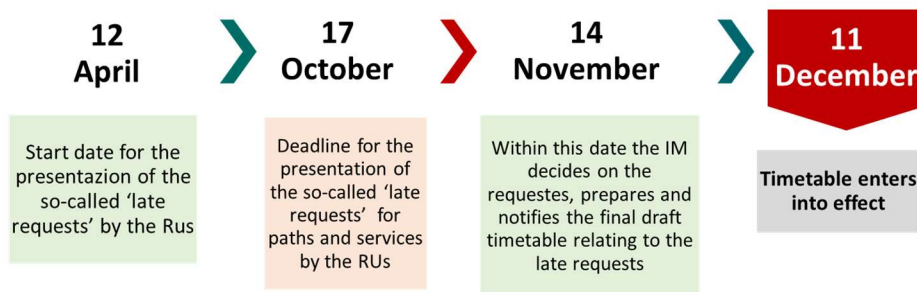 12
April
17
October
14
November
11
December
Start date for the
presentazion of the
so-called 'late
requests' by the Rus
Deadline for the
presentation of
the so-called 'late
requests' for
paths and services
by the RUs
Within this date the IM
decides on the
requestes, prepares and
notifies the final draft
timetable relating to the
late requests
Timetable enters
into effect